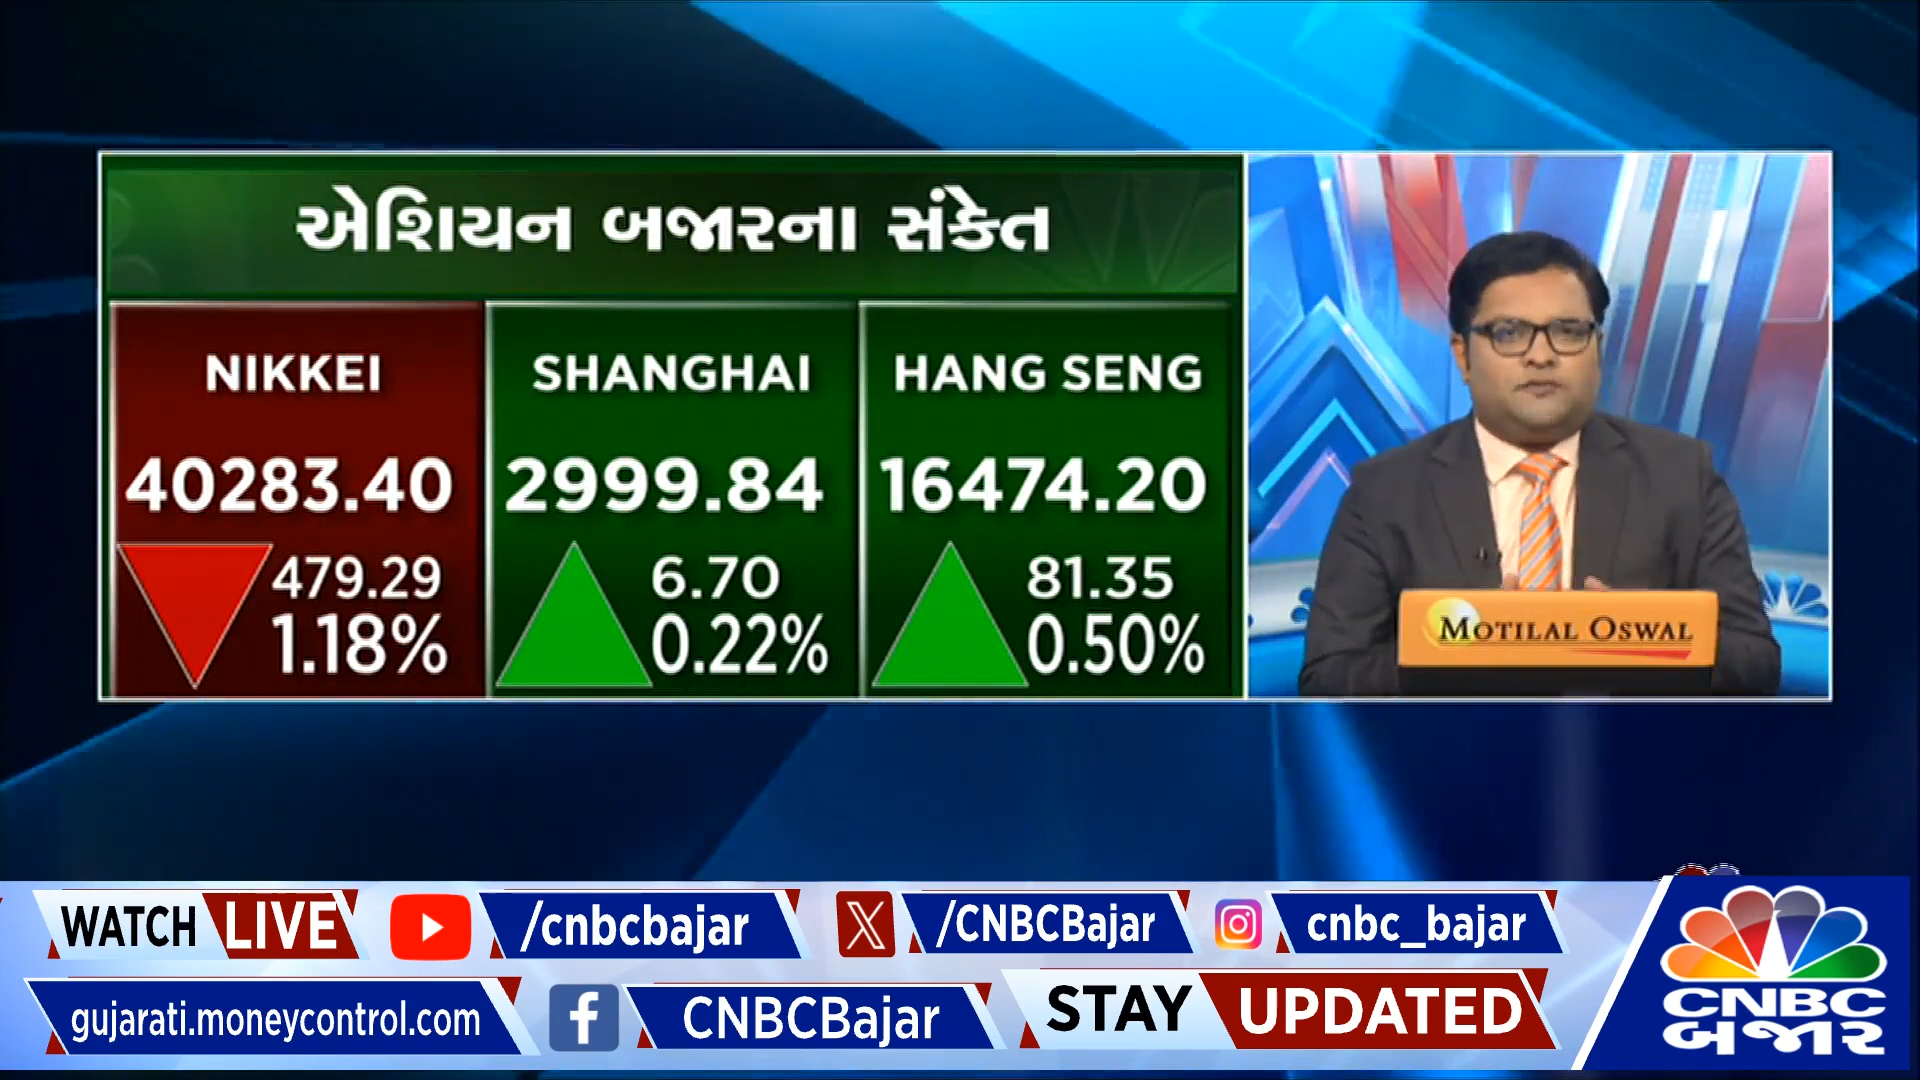 એશિયન બજારના સંકેત
NIKKEI
40283.40
479.29
1.18%
SHANGHAI
2999.84
6.70
0.22%
HANG SENG
16474.20
81.35
0.50%
MOTILAL OSWAL
WATCH LIVE
/cnbcbajar
/CNBCBajar
cnbc_bajar
gujarati.moneycontrol.com
CNBCBajar
STAY UPDATED
CNBC
બજાર